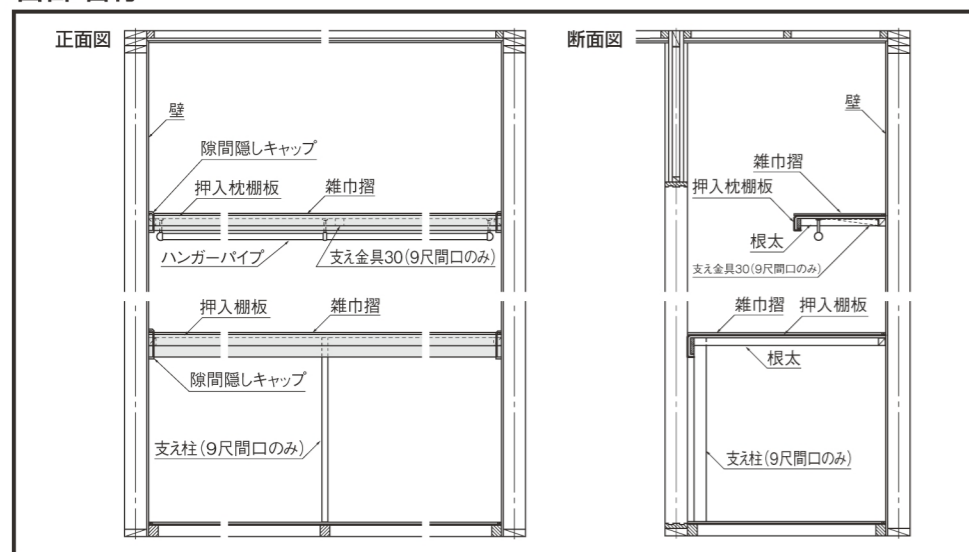 正面図
壁
隙間隠しキャップ
押入枕棚板
雑巾摺
ハンガーパイプ
支え金具30(9尺間口のみ)
押入棚板
雑巾摺
隙間隠しキャップ
支え柱(9尺間口のみ)
断面図
壁
雑巾摺
押入枕棚板
根太
支え金具30(9尺間口のみ)
雑巾摺
押入棚板
根太
支え柱(9尺間口のみ)